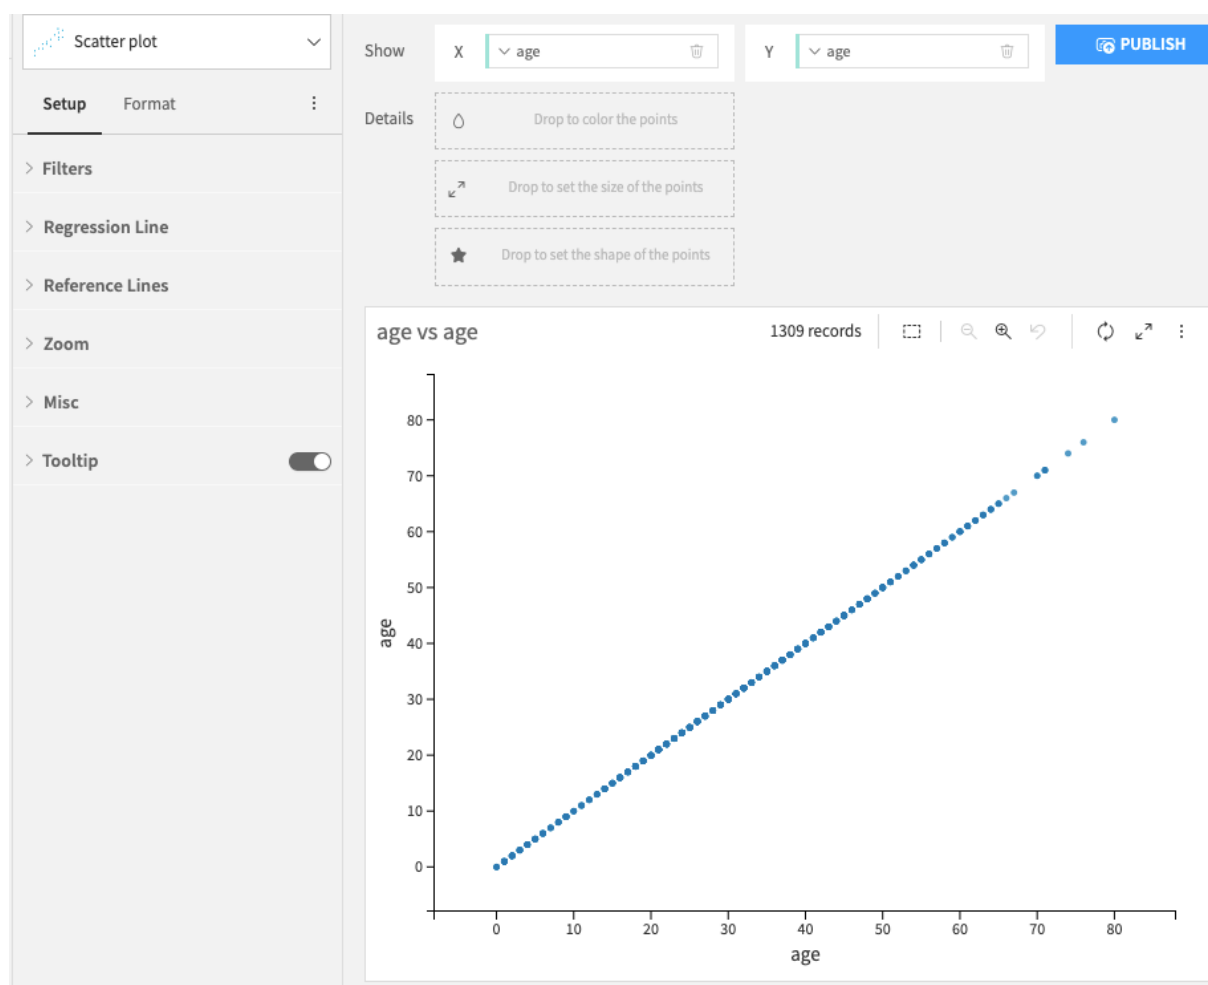 Scatter plot
Setup Format
Filters
Regression Line
Reference Lines
Zoom
Misc
Tooltip
Show X age Y age PUBLISH
Details Drop to color the points
Drop to set the size of the points
Drop to set the shape of the points
age vs age 1309 records
80
70
60
50
40
30
20
10
0
age
0 10 20 30 40 50 60 70 80
age